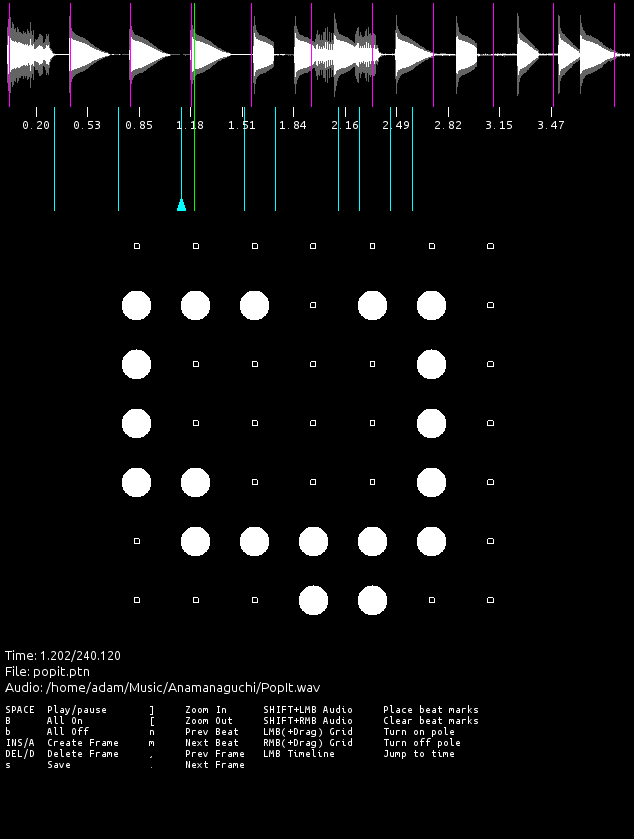 0.20 0.53 0.85 1.18 1.51 1.84 2.16 2.49 2.82 3.15 3.47
Time: 1.202/240.120
File: popit.ptn
Audio: /home/adam/Music/Anamanaguchi/PopIt.wav
SPACE Play/pause ] Zoom In SHIFT+LMB Audio Place beat marks
B All On [ Zoom Out SHIFT+RMB Audio Clear beat marks
b All Off n Prev Beat LMB(+Drag) Grid Turn on pole
INS/A Create Frame m Next Beat RMB(+Drag) Grid Turn off pole
DEL/D Delete Frame , Prev Frame LMB Timeline Jump to time
s Save . Next Frame